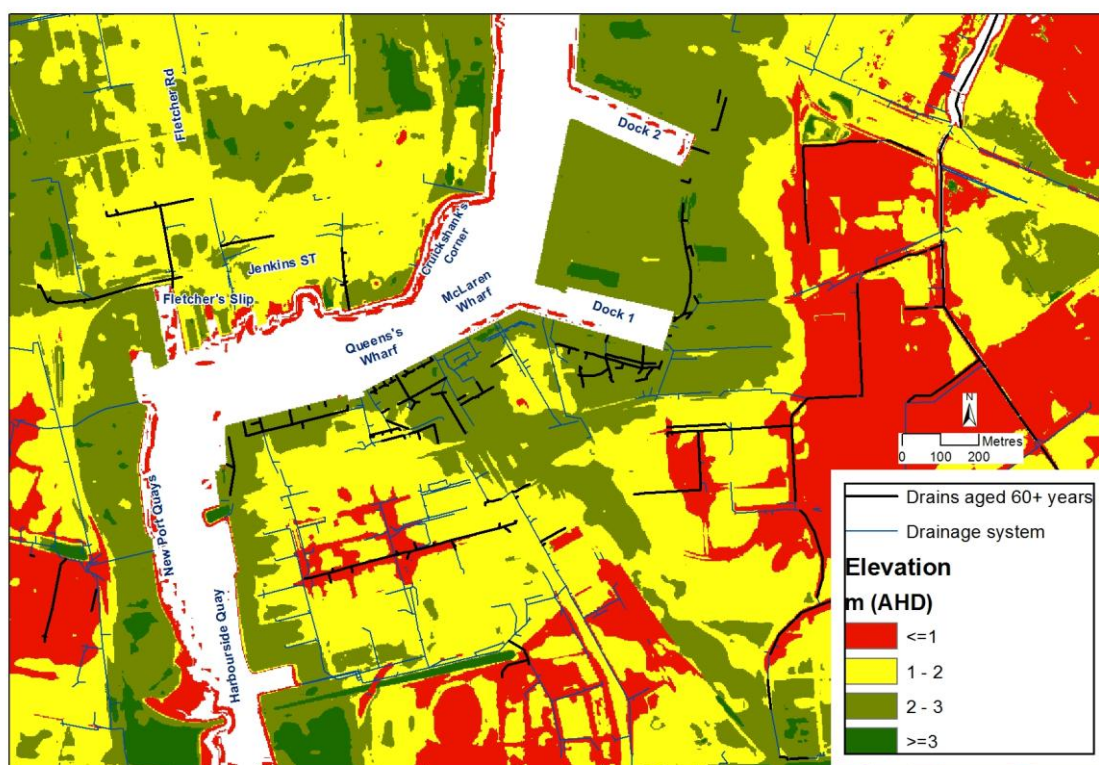 Fletcher Rd
Dock 2
Cruickshank's
Corner
Jenkins ST
Fletcher's Slip
McLaren
Wharf
Dock 1
Queens's
Wharf
N
0 100 200
Metres
New Port Quays
Harbourside Quay
Drains aged 60+ years
Drainage system
Elevation
m (AHD)
<=1
1 - 2
2 - 3
>=3